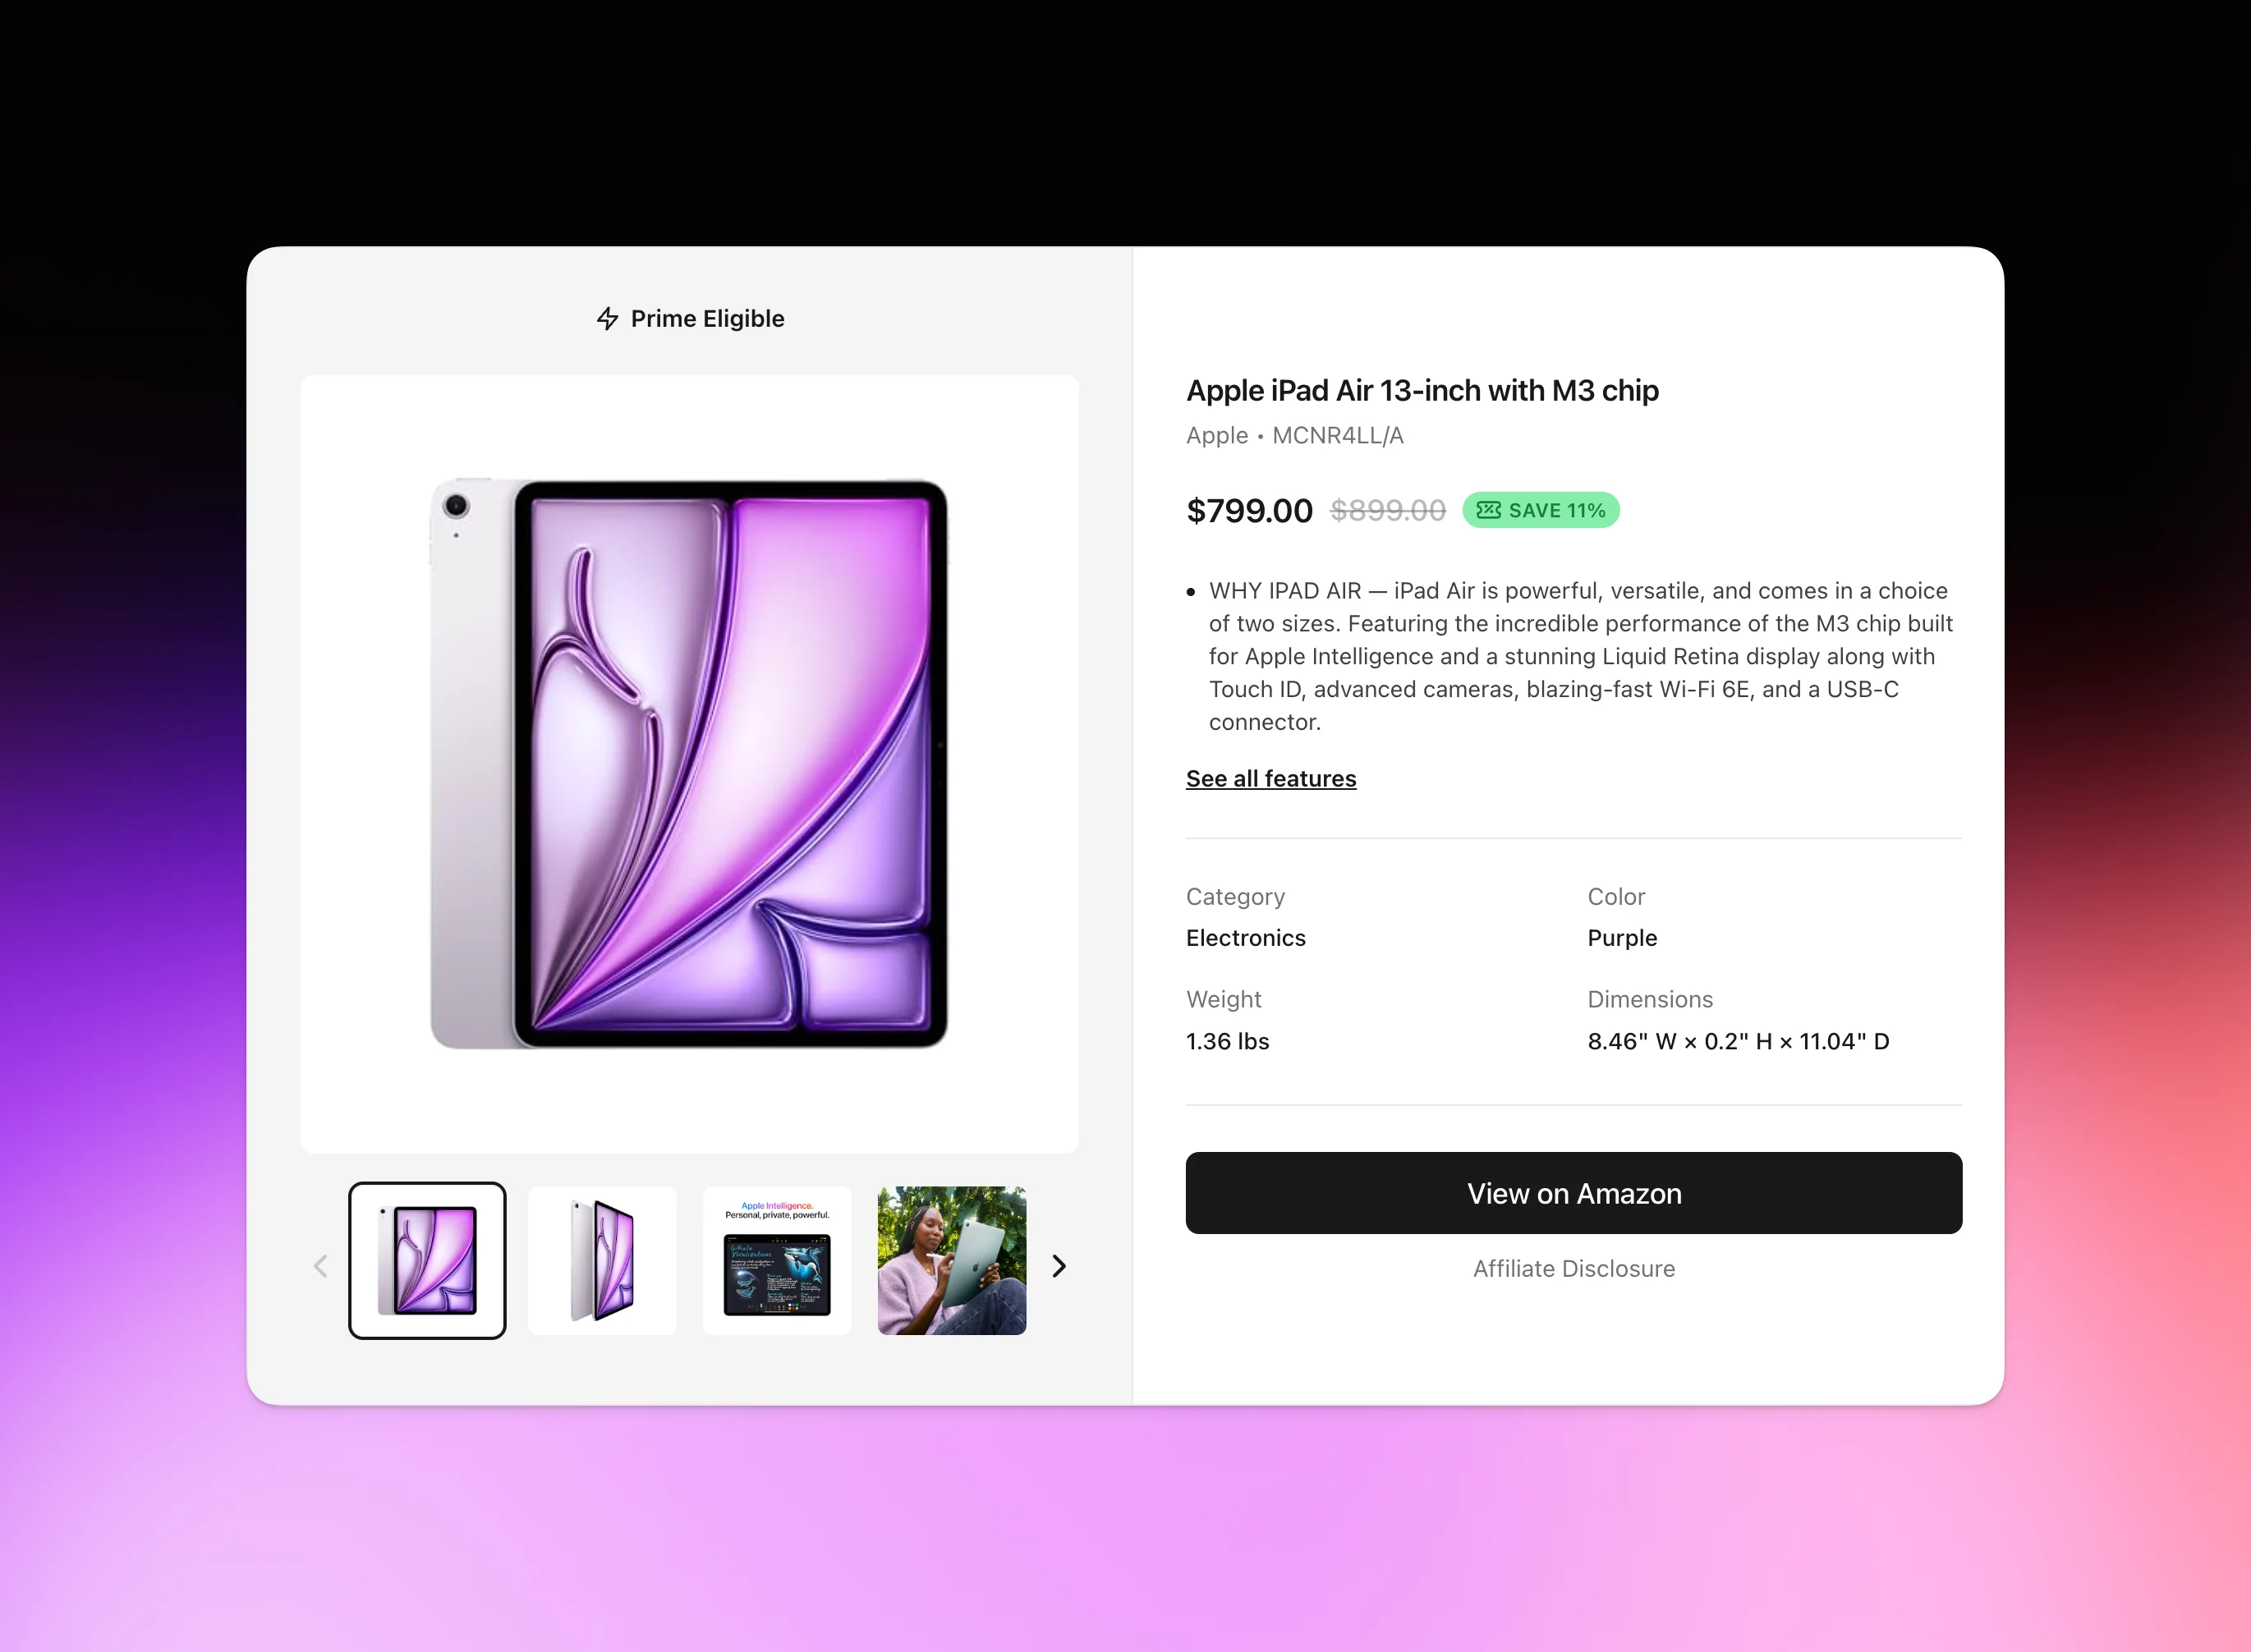 Prime Eligible
Apple Intelligence.
Personal, private, powerful.
Whale
Vocalizations
Apple iPad Air 13-inch with M3 chip
Apple • MCNR4LL/A
$799.00 $899.00 SAVE 11%
• WHY IPAD AIR — iPad Air is powerful, versatile, and comes in a choice
of two sizes. Featuring the incredible performance of the M3 chip built
for Apple Intelligence and a stunning Liquid Retina display along with
Touch ID, advanced cameras, blazing-fast Wi-Fi 6E, and a USB-C
connector.
See all features
Category
Electronics
Color
Purple
Weight
1.36 lbs
Dimensions
8.46" W × 0.2" H × 11.04" D
View on Amazon
Affiliate Disclosure